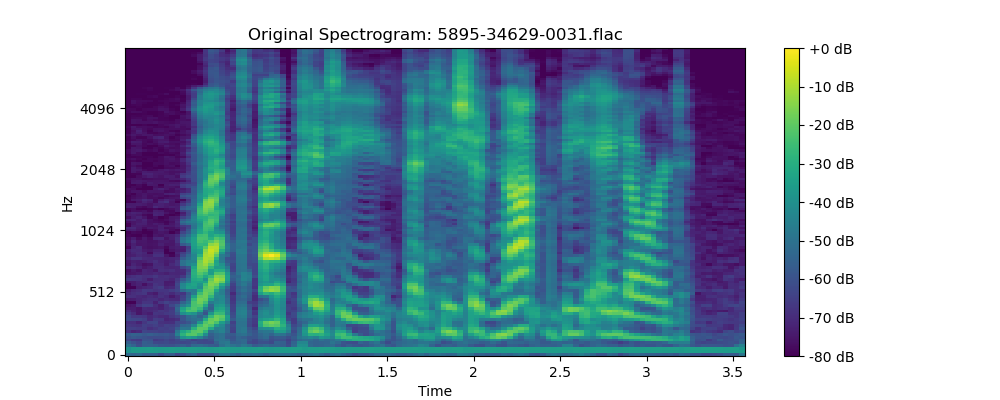 Original Spectrogram: 5895-34629-0031.flac
+0 dB
4096
-10 dB
-20 dB
2048
-30 dB
Hz
-40 dB
1024
-50 dB
512
-60 dB
-70 dB
0
-80 dB
0 0.5 1 1.5 2 2.5 3 3.5
Time